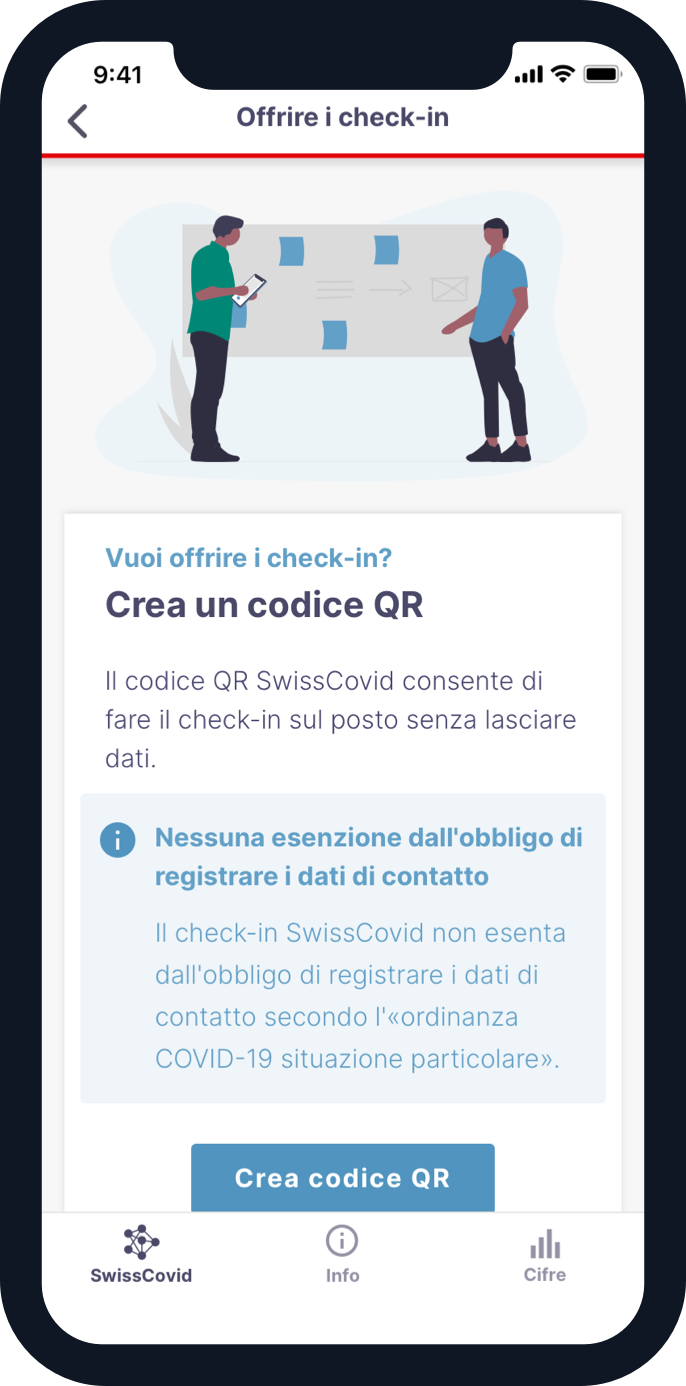 9:41
Offrire i check-in
Vuoi offrire i check-in?
Crea un codice QR
Il codice QR SwissCovid consente di
fare il check-in sul posto senza lasciare
dati.
Nessuna esenzione dall'obbligo di
registrare i dati di contatto
Il check-in SwissCovid non esenta
dall'obbligo di registrare i dati di
contatto secondo l'«ordinanza
COVID-19 situazione particolare».
Crea codice QR
SwissCovid
Info
Cifre